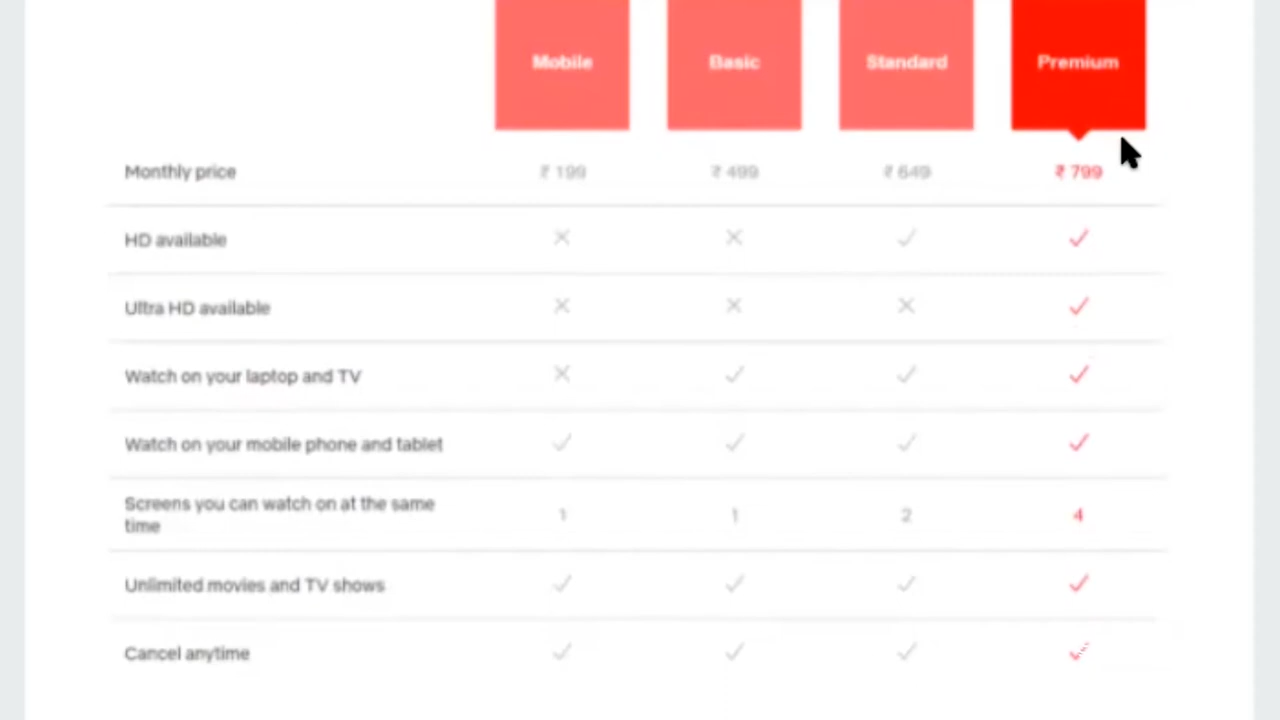 Mobile Basic Standard Premium
Monthly price ₹ 199 ₹ 499 ₹ 649 ₹ 799
HD available
Ultra HD available
Watch on your laptop and TV
Watch on your mobile phone and tablet
Screens you can watch on at the same
time 1 1 2 4
Unlimited movies and TV shows
Cancel anytime